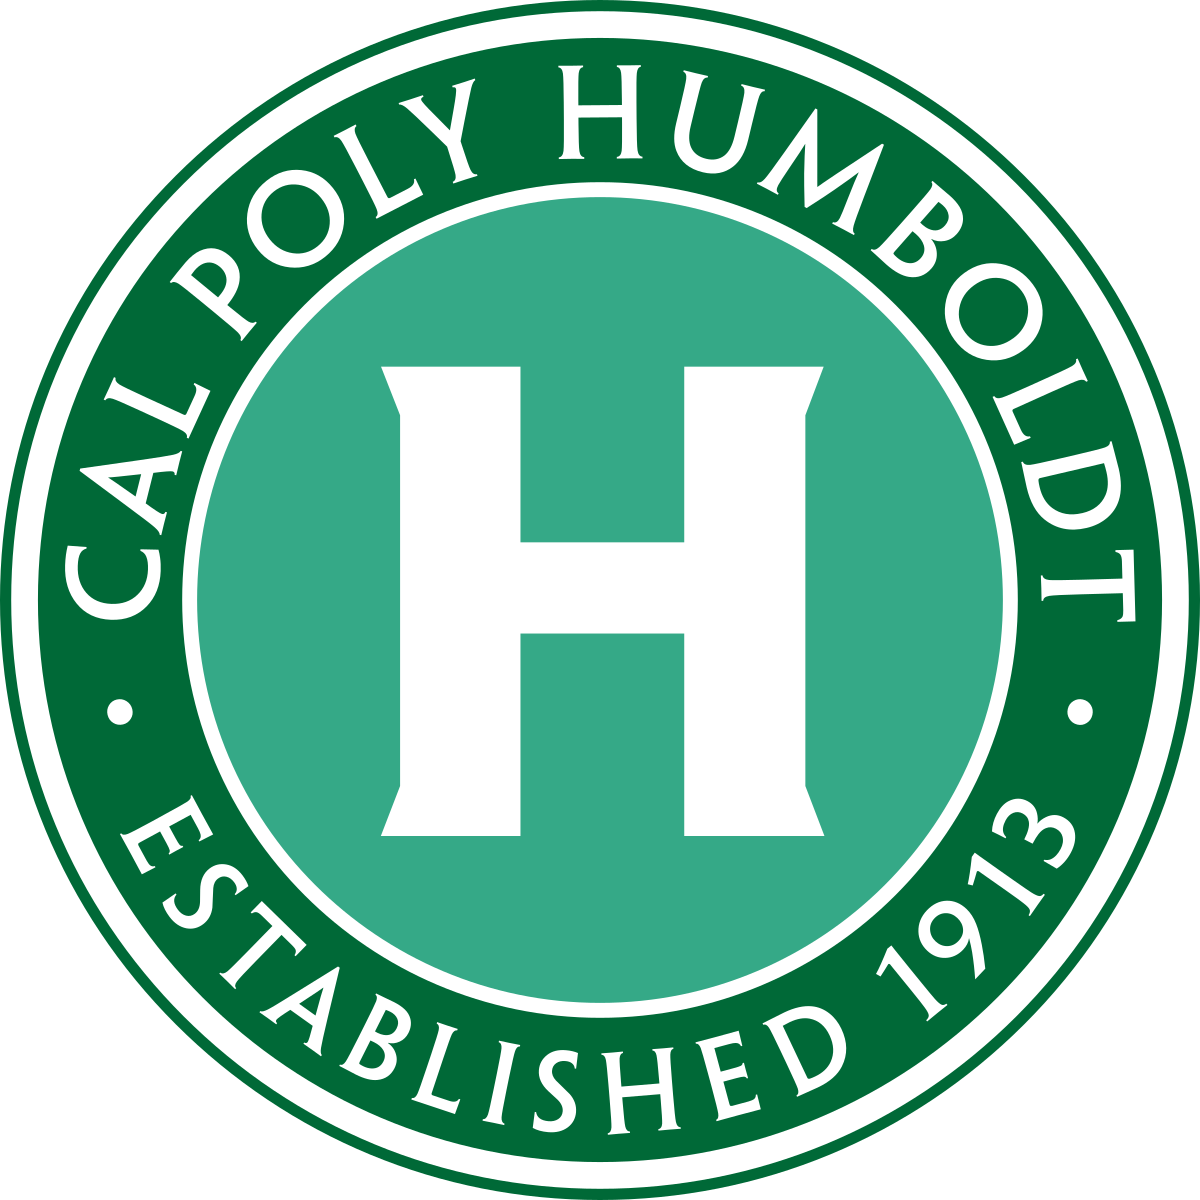 CAL POLY HUMBOLDT
H
· ESTABLISHED 1913 ·